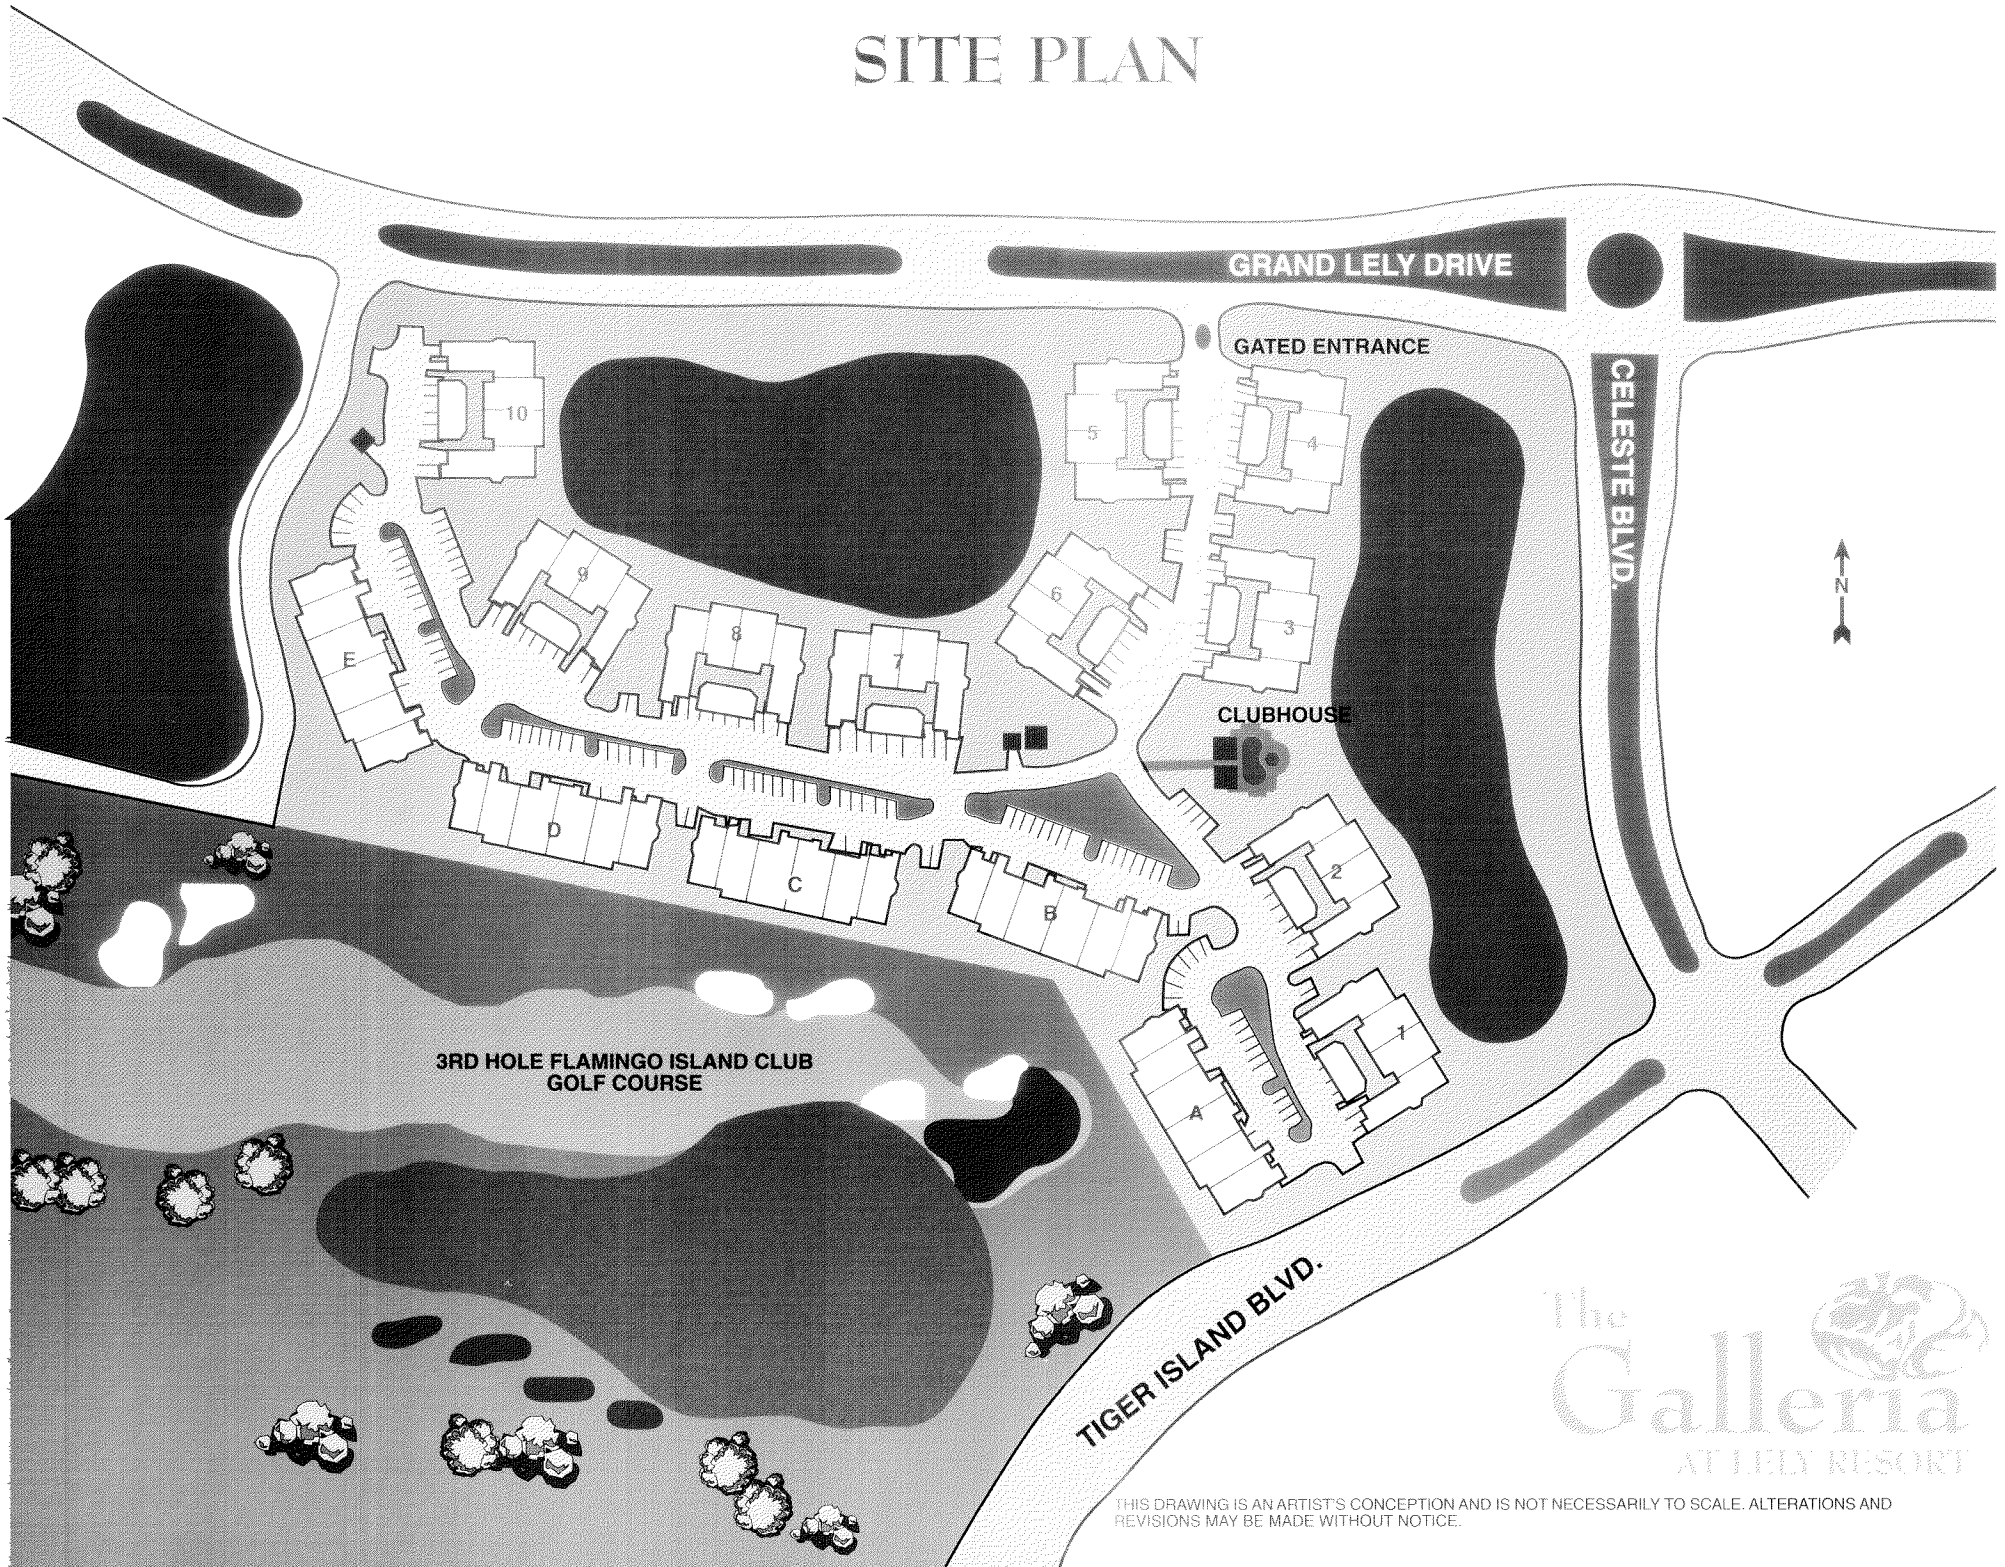 SITE PLAN
GRAND LELY DRIVE
GATED ENTRANCE
CELESTE BLVD.
10
5
4
N
9
6
8
3
7
E
CLUBHOUSE
D
2
C
B
1
3RD HOLE FLAMINGO ISLAND CLUB
GOLF COURSE
A
TIGER ISLAND BLVD.
The
Galleria
AT LELY RESORT
THIS DRAWING IS AN ARTIST'S CONCEPTION AND IS NOT NECESSARILY TO SCALE. ALTERATIONS AND
REVISIONS MAY BE MADE WITHOUT NOTICE.